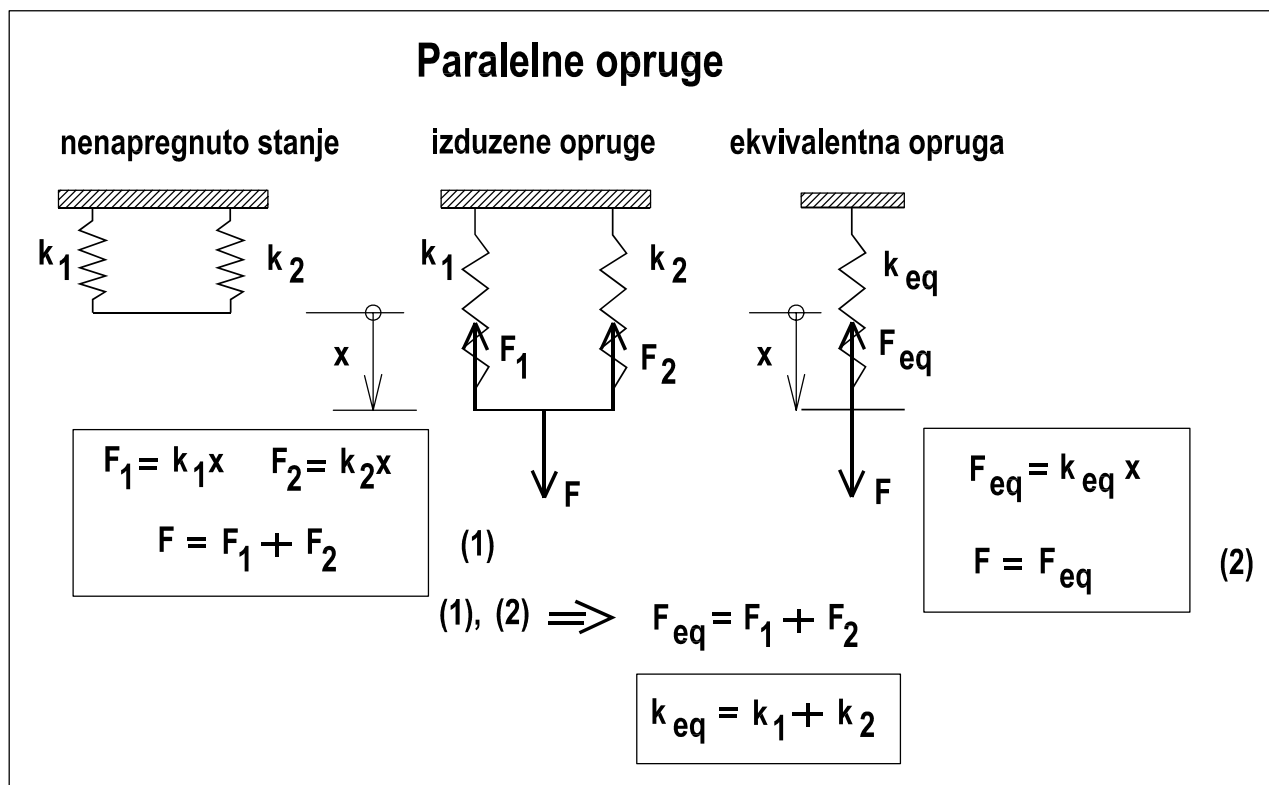 Paralelne opruge
nenapregnuto stanje
izduzene opruge
ekvivalentna opruga
k1
k2
k1
k2
keq
x
F1
F2
x
Feq
F
F
F1 = k1x F2 = k2x
F = F1 + F2
(1)
Feq = keq x
F = Feq
(2)
(1), (2) ⇒ Feq = F1 + F2
keq = k1 + k2